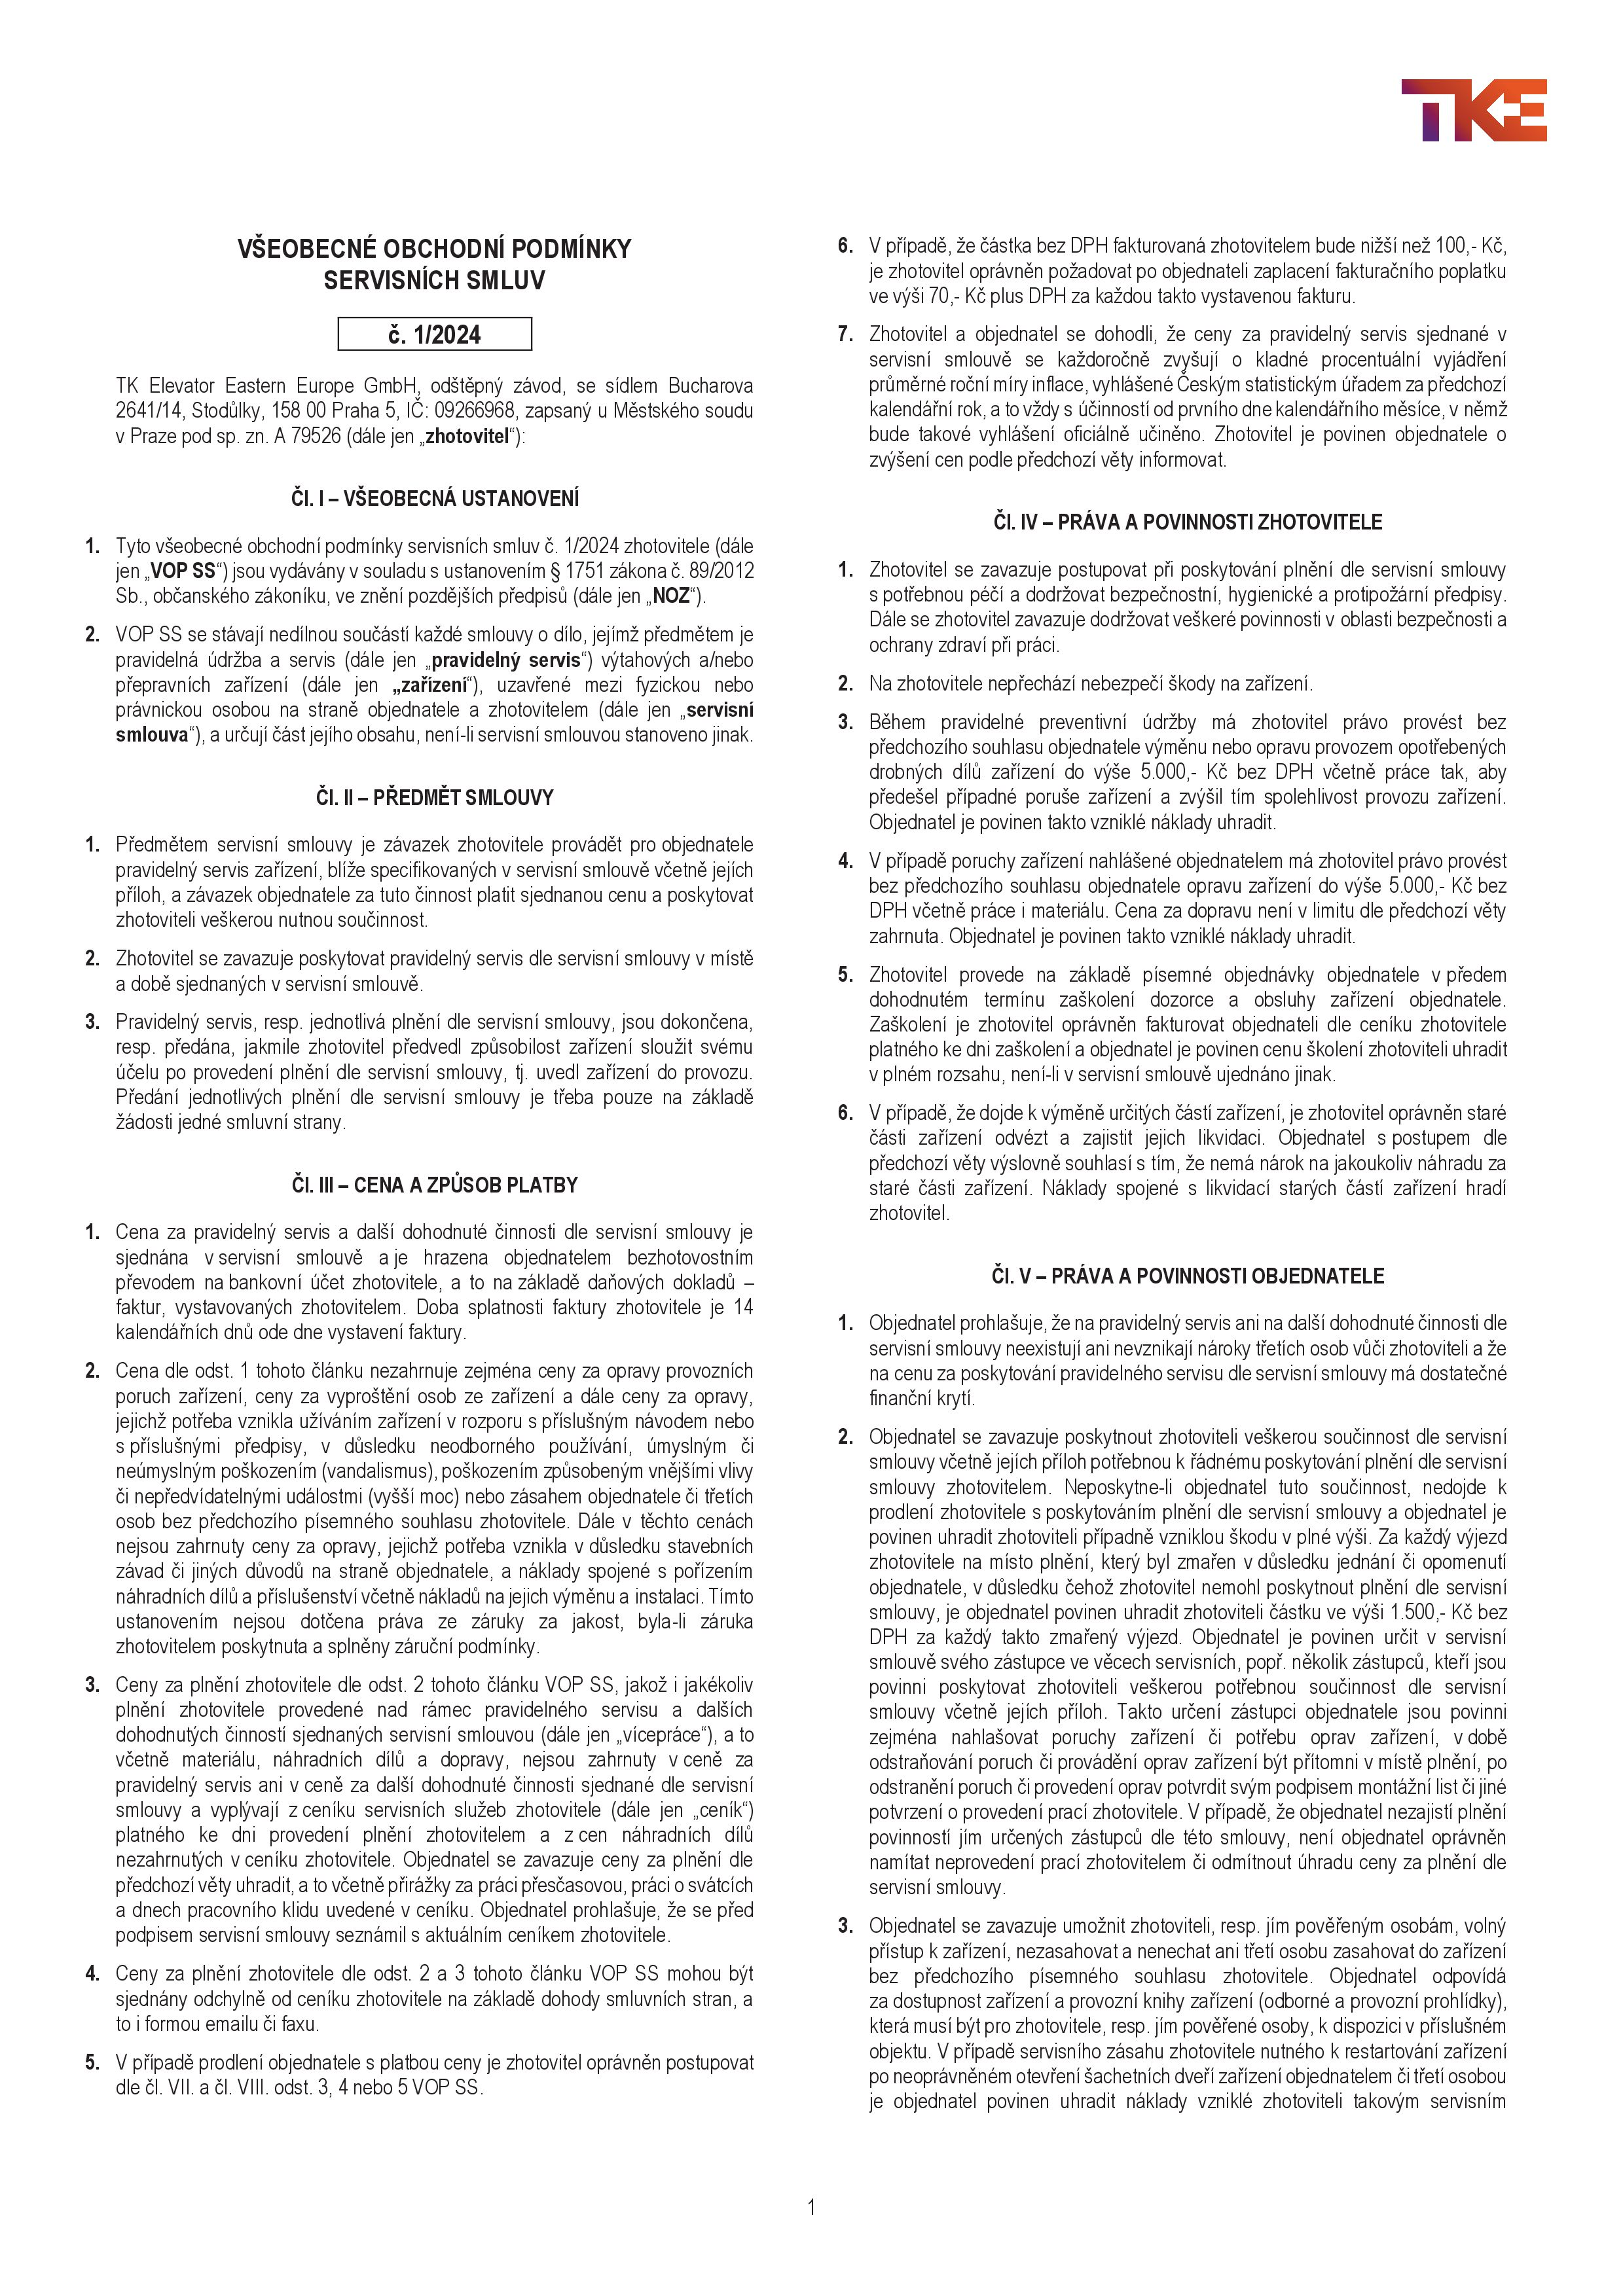 TKE
VŠEOBECNÉ OBCHODNÍ PODMÍNKY
SERVISNÍCH SMLUV
č. 1/2024
TK Elevator Eastern Europe GmbH, odštěpný závod, se sídlem Bucharova
2641/14, Stodůlky, 158 00 Praha 5, IČ: 09266968, zapsaný u Městského soudu
v Praze pod sp. zn. A 79526 (dále jen „zhotovitel“):
Čl. I – VŠEOBECNÁ USTANOVENÍ
1. Tyto všeobecné obchodní podmínky servisních smluv č. 1/2024 zhotovitele (dále
jen „VOP SS“) jsou vydávány v souladu s ustanovením § 1751 zákona č. 89/2012
Sb., občanského zákoníku, ve znění pozdějších předpisů (dále jen „NOZ“).
2. VOP SS se stávají nedílnou součástí každé smlouvy o dílo, jejímž předmětem je
pravidelná údržba a servis (dále jen „pravidelný servis“) výtahových a/nebo
přepravních zařízení (dále jen „zařízení“), uzavřené mezi fyzickou nebo
právnickou osobou na straně objednatele a zhotovitelem (dále jen „servisní
smlouva“), a určují část jejího obsahu, není-li servisní smlouvou stanoveno jinak.
Čl. II – PŘEDMĚT SMLOUVY
1. Předmětem servisní smlouvy je závazek zhotovitele provádět pro objednatele
pravidelný servis zařízení, blíže specifikovaných v servisní smlouvě včetně jejích
příloh, a závazek objednatele za tuto činnost platit sjednanou cenu a poskytovat
zhotoviteli veškerou nutnou součinnost.
2. Zhotovitel se zavazuje poskytovat pravidelný servis dle servisní smlouvy v místě
a době sjednaných v servisní smlouvě.
3. Pravidelný servis, resp. jednotlivá plnění dle servisní smlouvy, jsou dokončena,
resp. předána, jakmile zhotovitel předvedl způsobilost zařízení sloužit svému
účelu po provedení plnění dle servisní smlouvy, tj. uvedl zařízení do provozu.
Předání jednotlivých plnění dle servisní smlouvy je třeba pouze na základě
žádosti jedné smluvní strany.
Čl. III – CENA A ZPŮSOB PLATBY
1. Cena za pravidelný servis a další dohodnuté činnosti dle servisní smlouvy je
sjednána v servisní smlouvě a je hrazena objednatelem bezhotovostním
převodem na bankovní účet zhotovitele, a to na základě daňových dokladů –
faktur, vystavovaných zhotovitelem. Doba splatnosti faktury zhotovitele je 14
kalendářních dnů ode dne vystavení faktury.
2. Cena dle odst. 1 tohoto článku nezahrnuje zejména ceny za opravy provozních
poruch zařízení, ceny za vyproštění osob ze zařízení a dále ceny za opravy,
jejichž potřeba vznikla užíváním zařízení v rozporu s příslušným návodem nebo
s příslušnými předpisy, v důsledku neodborného používání, úmyslným či
neúmyslným poškozením (vandalismus), poškozením způsobeným vnějšími vlivy
či nepředvídatelnými událostmi (vyšší moc) nebo zásahem objednatele či třetích
osob bez předchozího písemného souhlasu zhotovitele. Dále v těchto cenách
nejsou zahrnuty ceny za opravy, jejichž potřeba vznikla v důsledku stavebních
závad či jiných důvodů na straně objednatele, a náklady spojené s pořízením
náhradních dílů a příslušenství včetně nákladů na jejich výměnu a instalaci. Tímto
ustanovením nejsou dotčena práva ze záruky za jakost, byla-li záruka
zhotovitelem poskytnuta a splněny záruční podmínky.
3. Ceny za plnění zhotovitele dle odst. 2 tohoto článku VOP SS, jakož i jakékoliv
plnění zhotovitele provedené nad rámec pravidelného servisu a dalších
dohodnutých činností sjednaných servisní smlouvou (dále jen „vícepráce“), a to
včetně materiálu, náhradních dílů a dopravy, nejsou zahrnuty v ceně za
pravidelný servis ani v ceně za další dohodnuté činnosti sjednané dle servisní
smlouvy a vyplývají z ceníku servisních služeb zhotovitele (dále jen „ceník“)
platného ke dni provedení plnění zhotovitelem a z cen náhradních dílů
nezahrnutých v ceníku zhotovitele. Objednatel se zavazuje ceny za plnění dle
předchozí věty uhradit, a to včetně přirážky za práci přesčasovou, práci o svátcích
a dnech pracovního klidu uvedené v ceníku. Objednatel prohlašuje, že se před
podpisem servisní smlouvy seznámil s aktuálním ceníkem zhotovitele.
4. Ceny za plnění zhotovitele dle odst. 2 a 3 tohoto článku VOP SS mohou být
sjednány odchylně od ceníku zhotovitele na základě dohody smluvních stran, a
to i formou emailu či faxu.
5. V případě prodlení objednatele s platbou ceny je zhotovitel oprávněn postupovat
dle čl. VII. a čl. VIII. odst. 3, 4 nebo 5 VOP SS.
6. V případě, že částka bez DPH fakturovaná zhotovitelem bude nižší než 100,- Kč,
je zhotovitel oprávněn požadovat po objednateli zaplacení fakturačního poplatku
ve výši 70,- Kč plus DPH za každou takto vystavenou fakturu.
7. Zhotovitel a objednatel se dohodli, že ceny za pravidelný servis sjednané v
servisní smlouvě se každoročně zvyšují o kladné procentuální vyjádření
průměrné roční míry inflace, vyhlášené Českým statistickým úřadem za předchozí
kalendářní rok, a to vždy s účinností od prvního dne kalendářního měsíce, v němž
bude takové vyhlášení oficiálně učiněno. Zhotovitel je povinen objednatele o
zvýšení cen podle předchozí věty informovat.
Čl. IV – PRÁVA A POVINNOSTI ZHOTOVITELE
1. Zhotovitel se zavazuje postupovat při poskytování plnění dle servisní smlouvy
s potřebnou péčí a dodržovat bezpečnostní, hygienické a protipožární předpisy.
Dále se zhotovitel zavazuje dodržovat veškeré povinnosti v oblasti bezpečnosti a
ochrany zdraví při práci.
2. Na zhotovitele nepřechází nebezpečí škody na zařízení.
3. Během pravidelné preventivní údržby má zhotovitel právo provést bez
předchozího souhlasu objednatele výměnu nebo opravu provozem opotřebených
drobných dílů zařízení do výše 5.000,- Kč bez DPH včetně práce tak, aby
předešel případné poruše zařízení a zvýšil tím spolehlivost provozu zařízení.
Objednatel je povinen takto vzniklé náklady uhradit.
4. V případě poruchy zařízení nahlášené objednatelem má zhotovitel právo provést
bez předchozího souhlasu objednatele opravu zařízení do výše 5.000,- Kč bez
DPH včetně práce i materiálu. Cena za dopravu není v limitu dle předchozí věty
zahrnuta. Objednatel je povinen takto vzniklé náklady uhradit.
5. Zhotovitel provede na základě písemné objednávky objednatele v předem
dohodnutém termínu zaškolení dozorce a obsluhy zařízení objednatele.
Zaškolení je zhotovitel oprávněn fakturovat objednateli dle ceníku zhotovitele
platného ke dni zaškolení a objednatel je povinen cenu školení zhotoviteli uhradit
v plném rozsahu, není-li v servisní smlouvě ujednáno jinak.
6. V případě, že dojde k výměně určitých částí zařízení, je zhotovitel oprávněn staré
části zařízení odvézt a zajistit jejich likvidaci. Objednatel s postupem dle
předchozí věty výslovně souhlasí s tím, že nemá nárok na jakoukoliv náhradu za
staré části zařízení. Náklady spojené s likvidací starých částí zařízení hradí
zhotovitel.
Čl. V – PRÁVA A POVINNOSTI OBJEDNATELE
1. Objednatel prohlašuje, že na pravidelný servis ani na další dohodnuté činnosti dle
servisní smlouvy neexistují ani nevznikají nároky třetích osob vůči zhotoviteli a že
na cenu za poskytování pravidelného servisu dle servisní smlouvy má dostatečné
finanční krytí.
2. Objednatel se zavazuje poskytnout zhotoviteli veškerou součinnost dle servisní
smlouvy včetně jejích příloh potřebnou k řádnému poskytování plnění dle servisní
smlouvy zhotovitelem. Neposkytne-li objednatel tuto součinnost, nedojde k
prodlení zhotovitele s poskytováním plnění dle servisní smlouvy a objednatel je
povinen uhradit zhotoviteli případně vzniklou škodu v plné výši. Za každý výjezd
zhotovitele na místo plnění, který byl zmařen v důsledku jednání či opomenutí
objednatele, v důsledku čehož zhotovitel nemohl poskytnout plnění dle servisní
smlouvy, je objednatel povinen uhradit zhotoviteli částku ve výši 1.500,- Kč bez
DPH za každý takto zmařený výjezd. Objednatel je povinen určit v servisní
smlouvě svého zástupce ve věcech servisních, popř. několik zástupců, kteří jsou
povinni poskytovat zhotoviteli veškerou potřebnou součinnost dle servisní
smlouvy včetně jejích příloh. Takto určení zástupci objednatele jsou povinni
zejména nahlašovat poruchy zařízení či potřebu oprav zařízení, v době
odstraňování poruch či provádění oprav zařízení být přítomni v místě plnění, po
odstranění poruch či provedení oprav potvrdit svým podpisem montážní list či jiné
potvrzení o provedení prací zhotovitele. V případě, že objednatel nezajistí plnění
povinností jím určených zástupců dle této smlouvy, není objednatel oprávněn
namítat neprovedení prací zhotovitelem či odmítnout úhradu ceny za plnění dle
servisní smlouvy.
3. Objednatel se zavazuje umožnit zhotoviteli, resp. jím pověřeným osobám, volný
přístup k zařízení, nezasahovat a nenechat ani třetí osobu zasahovat do zařízení
bez předchozího písemného souhlasu zhotovitele. Objednatel odpovídá
za dostupnost zařízení a provozní knihy zařízení (odborné a provozní prohlídky),
která musí být pro zhotovitele, resp. jím pověřené osoby, k dispozici v příslušném
objektu. V případě servisního zásahu zhotovitele nutného k restartování zařízení
po neoprávněném otevření šachetních dveří zařízení objednatelem či třetí osobou
je objednatel povinen uhradit náklady vzniklé zhotoviteli takovým servisním
1